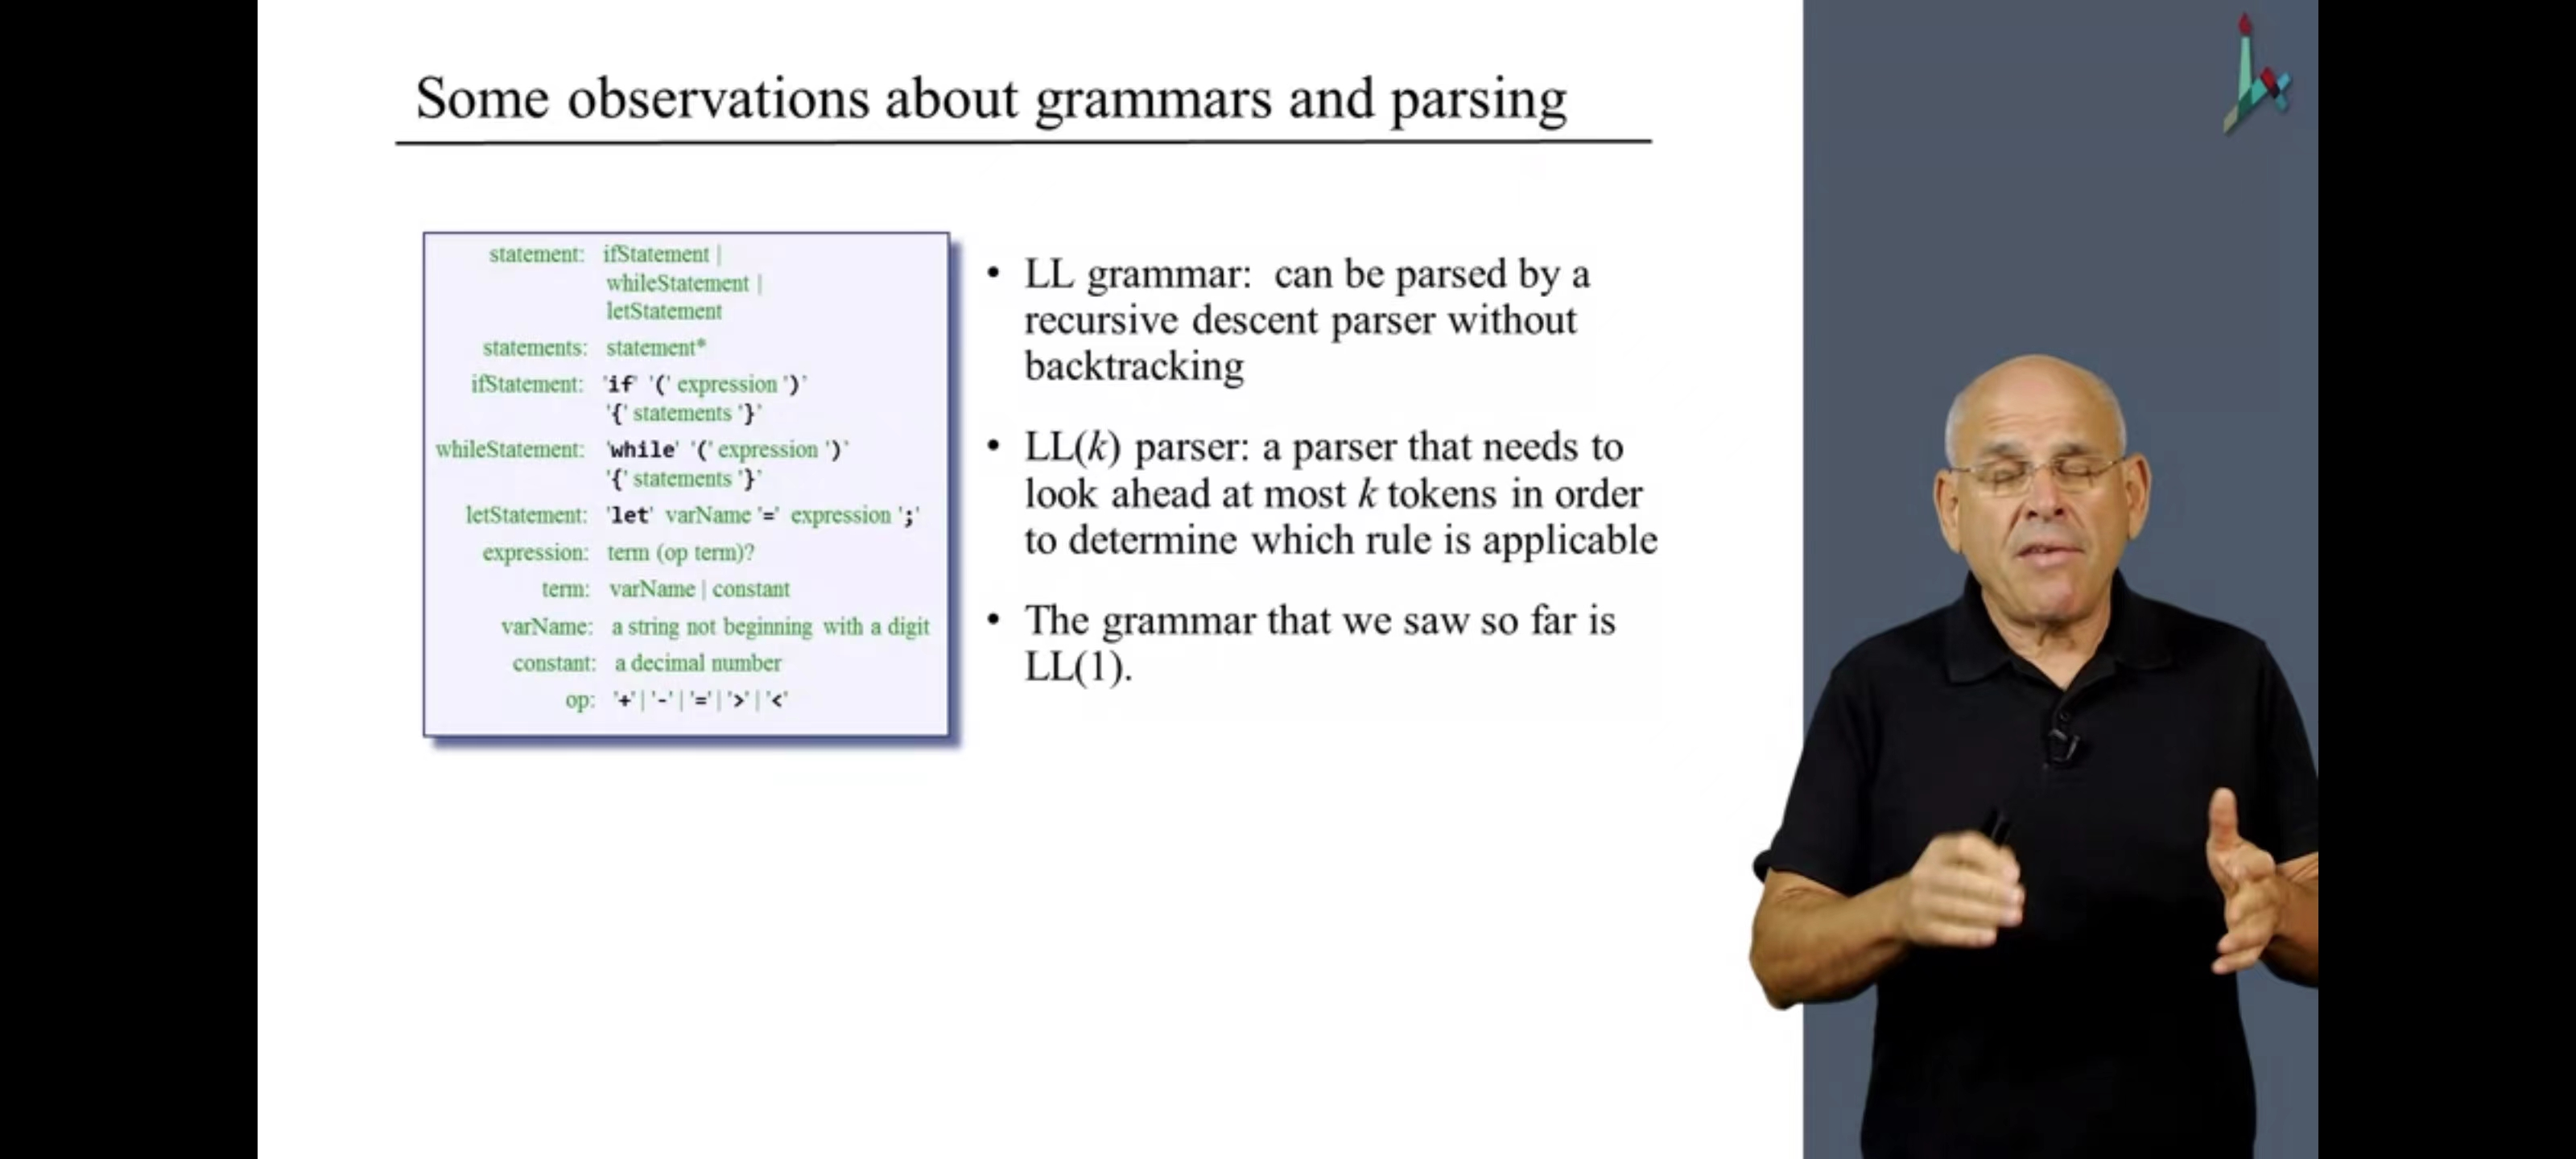 Some observations about grammars and parsing
statement: ifStatement |
whileStatement |
letStatement
statements: statement*
ifStatement: 'if' '(' expression ')'
'{' statements '}'
whileStatement: 'while' '(' expression ')'
'{' statements '}'
letStatement: 'let' varName '=' expression ';'
expression: term (op term)?
term: varName | constant
varName: a string not beginning with a digit
constant: a decimal number
op: '+' | '-' | '=' | '>' | '<'
• LL grammar: can be parsed by a
recursive descent parser without
backtracking
• LL(k) parser: a parser that needs to
look ahead at most k tokens in order
to determine which rule is applicable
• The grammar that we saw so far is
LL(1).